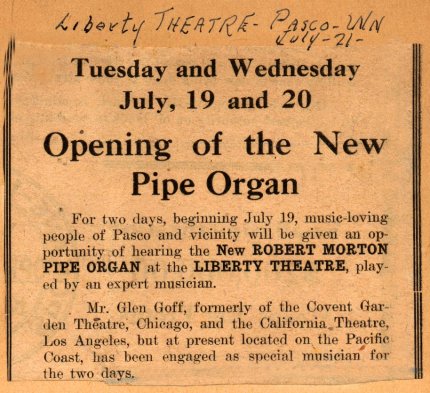 Liberty THEATRE - PASCO - WN
July - 21 -
Tuesday and Wednesday
July, 19 and 20
Opening of the New
Pipe Organ
For two days, beginning July 19, music-loving
people of Pasco and vicinity will be given an op-
portunity of hearing the New ROBERT MORTON
PIPE ORGAN at the LIBERTY THEATRE, play-
ed by an expert musician.
Mr. Glen Goff, formerly of the Covent Gar-
den Theatre, Chicago, and the California Theatre,
Los Angeles, but at present located on the Pacific
Coast, has been engaged as special musician for
the two days.